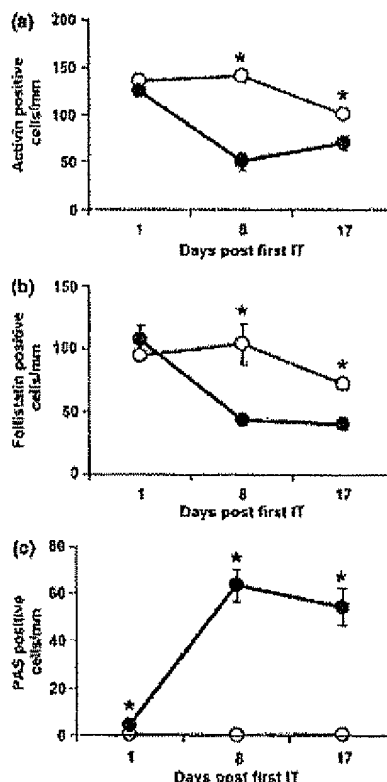 (a)
200
150
100
50
0
Activin positive
cells/mm
*
*
1
8
17
Days post first IT
(b)
150
100
50
0
Follistatin positive
cells/mm
*
*
1
8
17
Days post first IT
(c)
80
60
40
20
0
PAS positive
cells/mm
*
*
*
1
8
17
Days post first IT